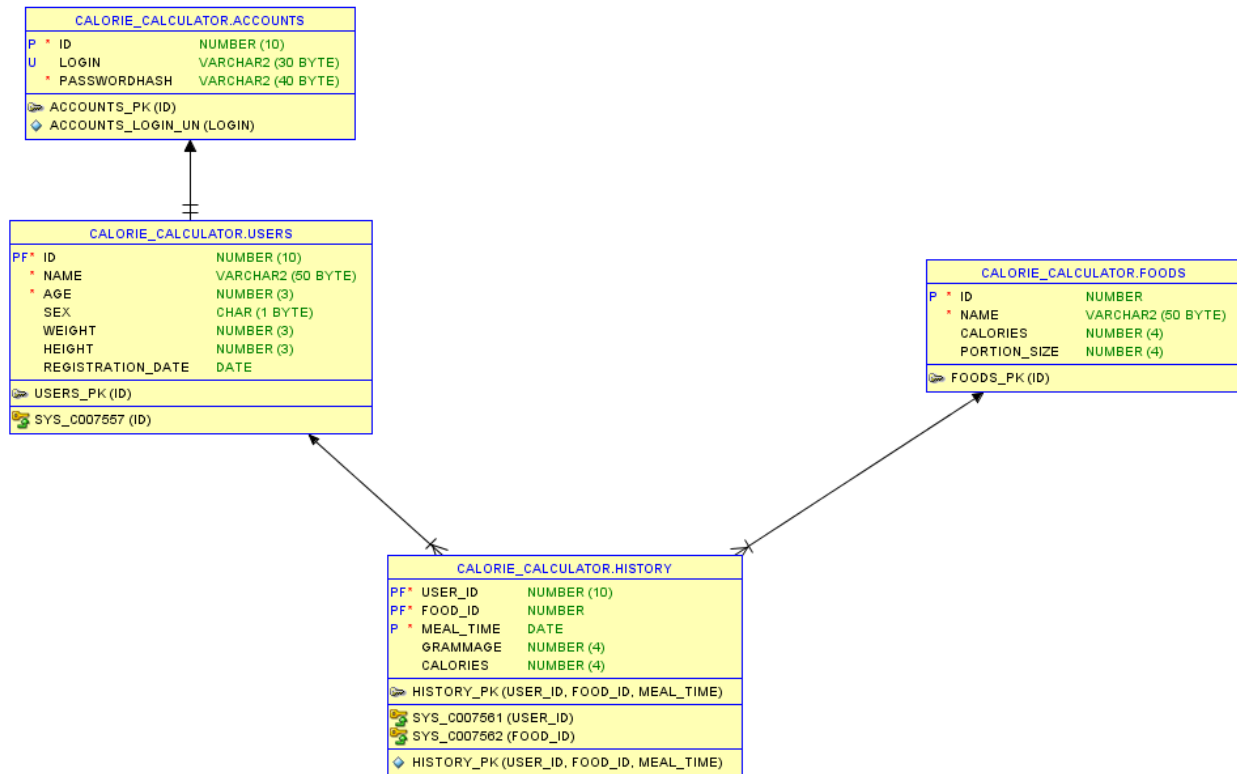 CALORIE_CALCULATOR.ACCOUNTS
P * ID NUMBER (10)
U LOGIN VARCHAR2 (30 BYTE)
* PASSWORDHASH VARCHAR2 (40 BYTE)
ACCOUNTS_PK (ID)
ACCOUNTS_LOGIN_UN (LOGIN)
CALORIE_CALCULATOR.USERS
PF* ID NUMBER (10)
* NAME VARCHAR2 (50 BYTE)
* AGE NUMBER (3)
SEX CHAR (1 BYTE)
WEIGHT NUMBER (3)
HEIGHT NUMBER (3)
REGISTRATION_DATE DATE
USERS_PK (ID)
SYS_C007557 (ID)
CALORIE_CALCULATOR.FOODS
P * ID NUMBER
* NAME VARCHAR2 (50 BYTE)
CALORIES NUMBER (4)
PORTION_SIZE NUMBER (4)
FOODS_PK (ID)
CALORIE_CALCULATOR.HISTORY
PF* USER_ID NUMBER (10)
PF* FOOD_ID NUMBER
P * MEAL_TIME DATE
GRAMMAGE NUMBER (4)
CALORIES NUMBER (4)
HISTORY_PK (USER_ID, FOOD_ID, MEAL_TIME)
SYS_C007561 (USER_ID)
SYS_C007562 (FOOD_ID)
HISTORY_PK (USER_ID, FOOD_ID, MEAL_TIME)